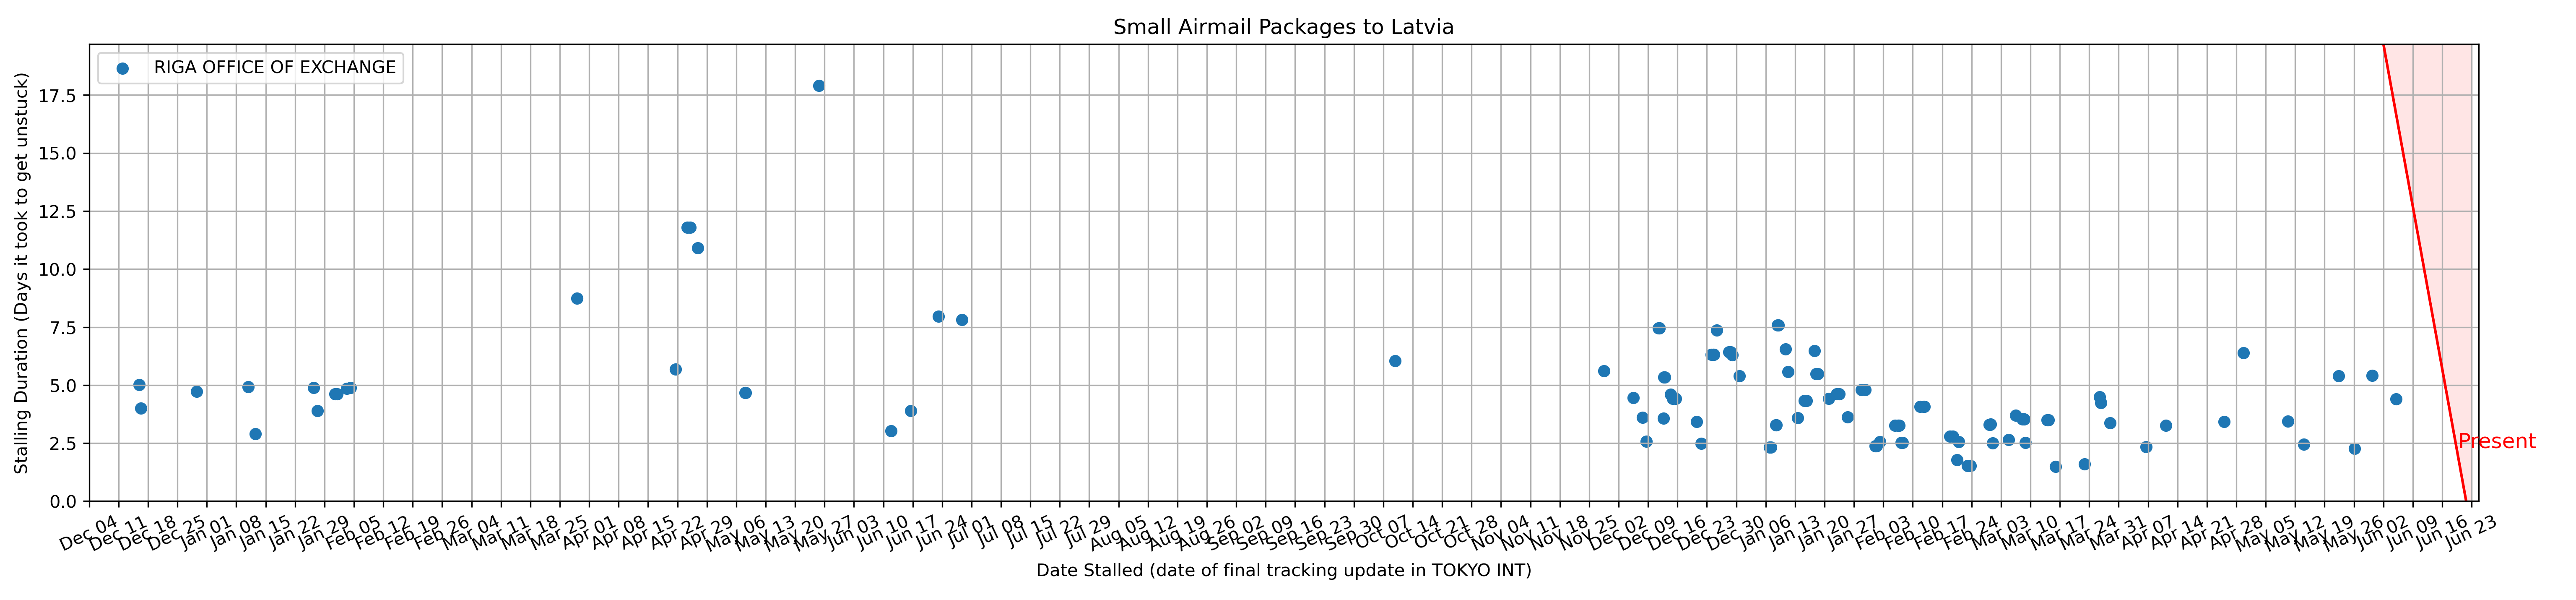 Small Airmail Packages to Latvia
RIGA OFFICE OF EXCHANGE
Stalling Duration (Days it took to get unstuck)
17.5
15.0
12.5
10.0
7.5
5.0
2.5
0.0
Present
Dec 04
Dec 11
Dec 18
Dec 25
Jan 01
Jan 08
Jan 15
Jan 22
Jan 29
Feb 05
Feb 12
Feb 19
Feb 26
Mar 04
Mar 11
Mar 18
Mar 25
Apr 01
Apr 08
Apr 15
Apr 22
Apr 29
May 06
May 13
May 20
May 27
Jun 03
Jun 10
Jun 17
Jun 24
Jul 01
Jul 08
Jul 15
Jul 22
Jul 29
Aug 05
Aug 12
Aug 19
Aug 26
Sep 02
Sep 09
Sep 16
Sep 23
Sep 30
Oct 07
Oct 14
Oct 21
Oct 28
Nov 04
Nov 11
Nov 18
Nov 25
Dec 02
Dec 09
Dec 16
Dec 23
Dec 30
Jan 06
Jan 13
Jan 20
Jan 27
Feb 03
Feb 10
Feb 17
Feb 24
Mar 03
Mar 10
Mar 17
Mar 24
Mar 31
Apr 07
Apr 14
Apr 21
Apr 28
May 05
May 12
May 19
May 26
Jun 02
Jun 09
Jun 16
Jun 23
Date Stalled (date of final tracking update in TOKYO INT)